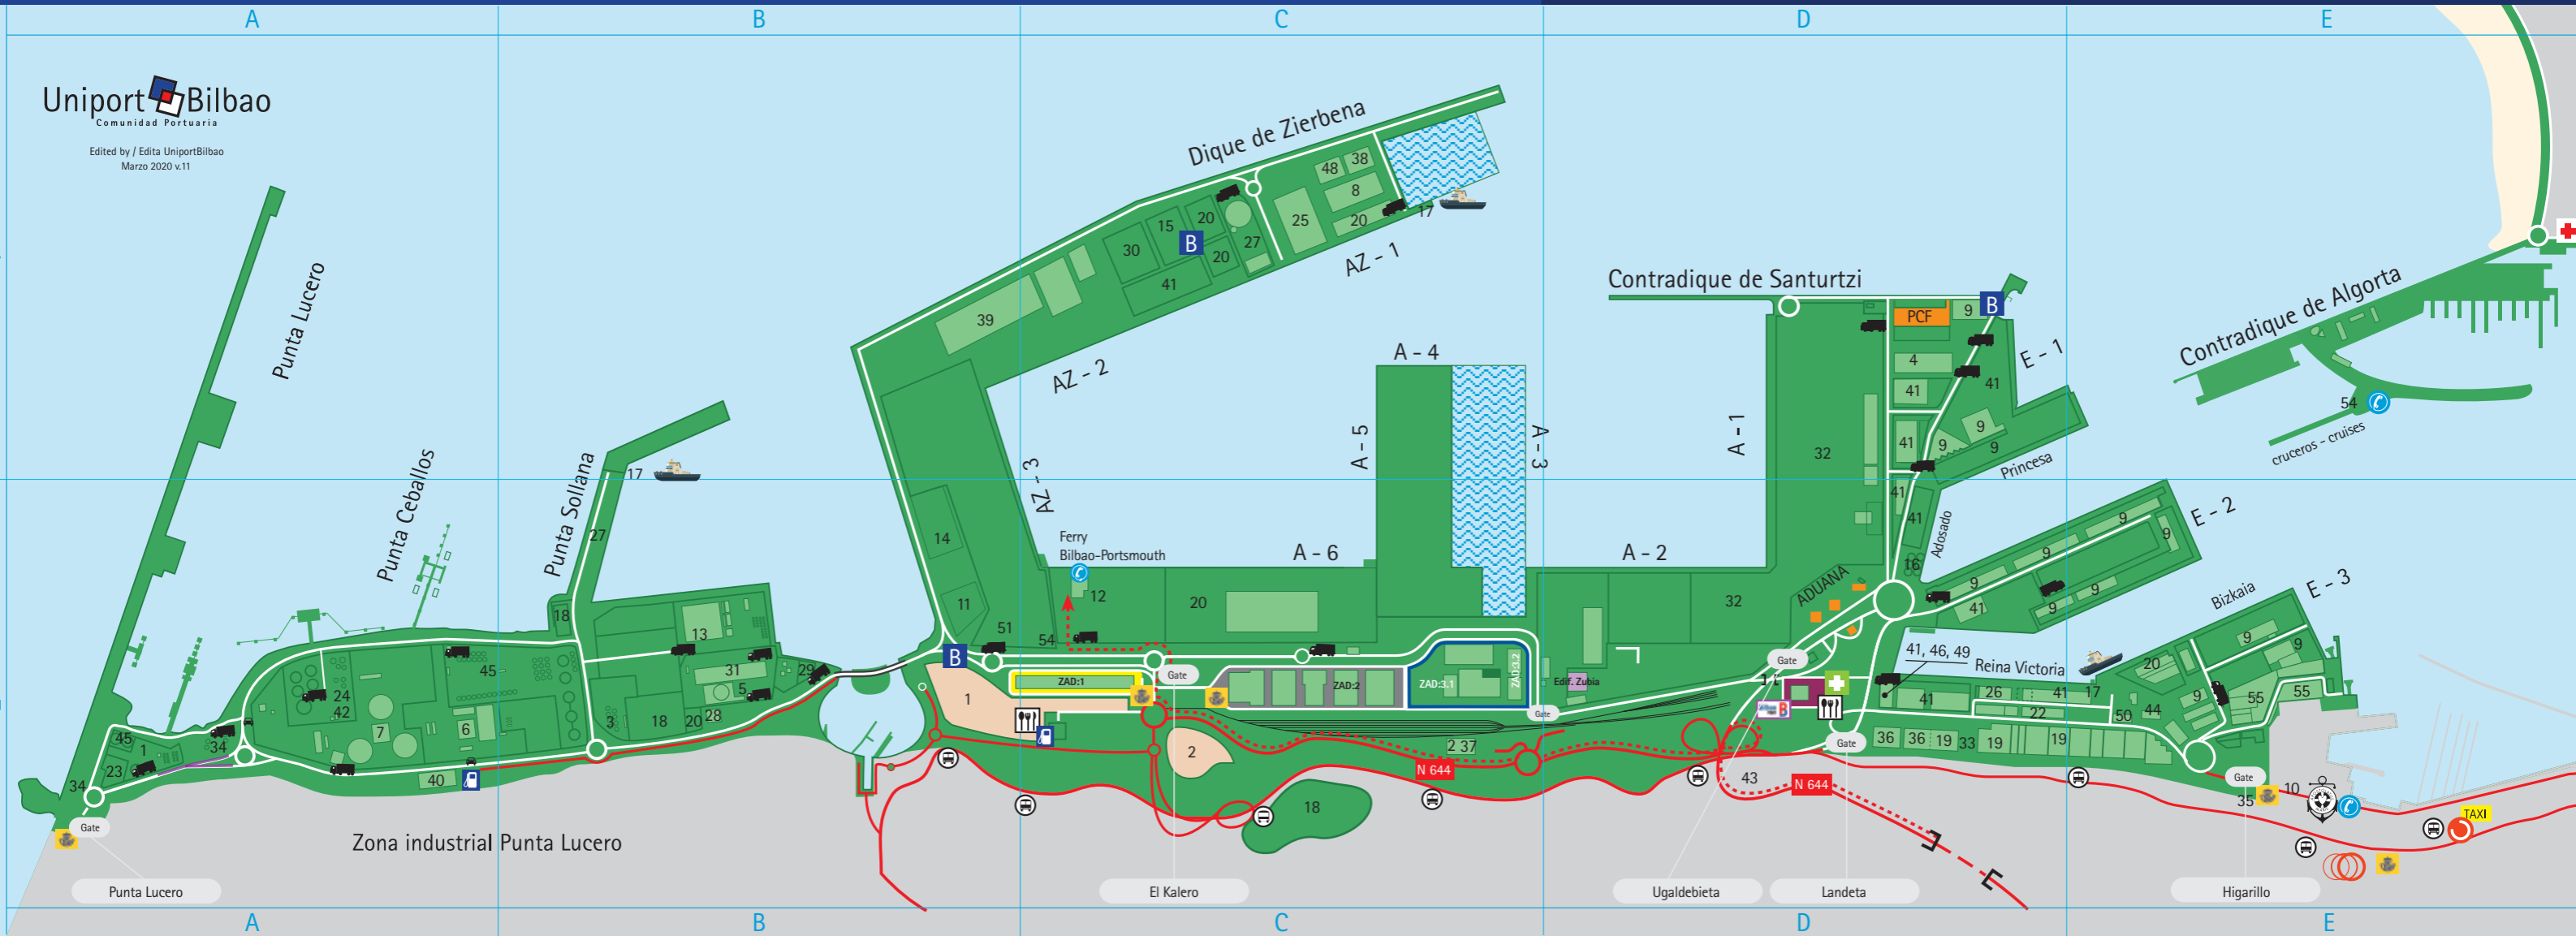 A B C D E
Uniport Bilbao
Comunidad Portuaria
Edited by / Edita UniportBilbao
Marzo 2020 v.11
Punta Lucero
Punta Ceballos
Punta Sollana
Dique de Zierbena
AZ - 1
AZ - 2
AZ - 3
A - 4
A - 5
A - 3
A - 6
A - 2
A - 1
Contradique de Santurtzi
Contradique de Algorta
cruceros - cruises
54
E - 1
Princesa
E - 2
Adosado
E - 3
Bizkaia
Reina Victoria
41, 46, 49
48 38
8
25 20
17
20
15
B
30
20
27
41
39
PCF
9
B
4
41
41
41
9
9
9
32
41
41
16
9
9
9
9
9
9
41
17
27
18
14
11
51
54
Ferry
Bilbao-Portsmouth
12
20
32
ADUANA
13
31
5
29
3
18
20
28
B
1
ZAD:1
Gate
ZAD:2
ZAD:3.1
ZAD:3.2
Edif. Zubia
Gate
Gate
45
24
42
7
6
45
1
34
23
34
40
Gate
2
2 37
N 644
18
43
N 644
Gate
36 36 19 33 19 19
41 26 41 17
22
50 44
20
9
9
9
55
55
Gate
35
10
TAXI
Zona industrial Punta Lucero
Punta Lucero
El Kalero
Ugaldebieta
Landeta
Higarillo
A B C D E